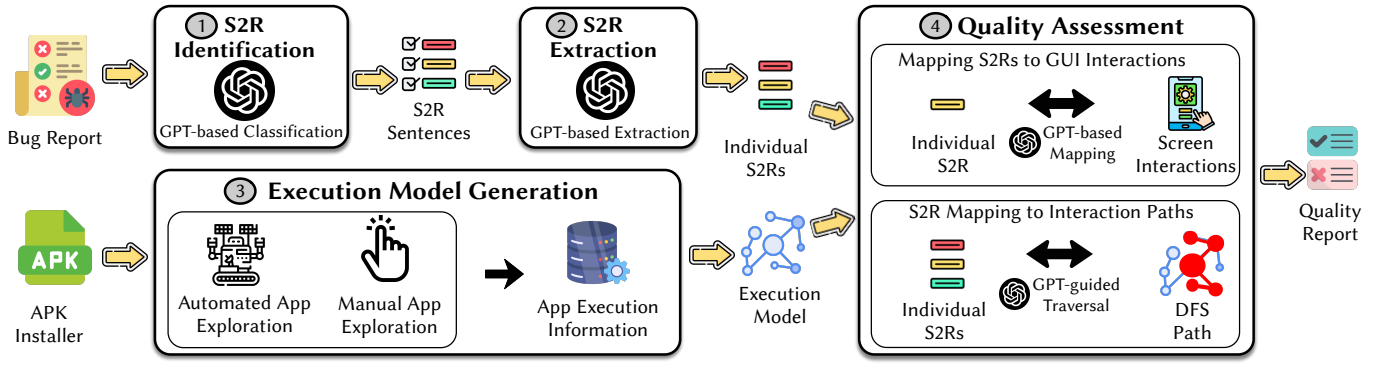 Bug Report
1 S2R
Identification
GPT-based Classification
S2R
Sentences
2 S2R
Extraction
GPT-based Extraction
Individual
S2Rs
APK
APK
Installer
3 Execution Model Generation
Automated App
Exploration
Manual App
Exploration
App Execution
Information
Execution
Model
4 Quality Assessment
Mapping S2Rs to GUI Interactions
Individual
S2R
GPT-based
Mapping
Screen
Interactions
S2R Mapping to Interaction Paths
Individual
S2Rs
GPT-guided
Traversal
DFS
Path
Quality
Report